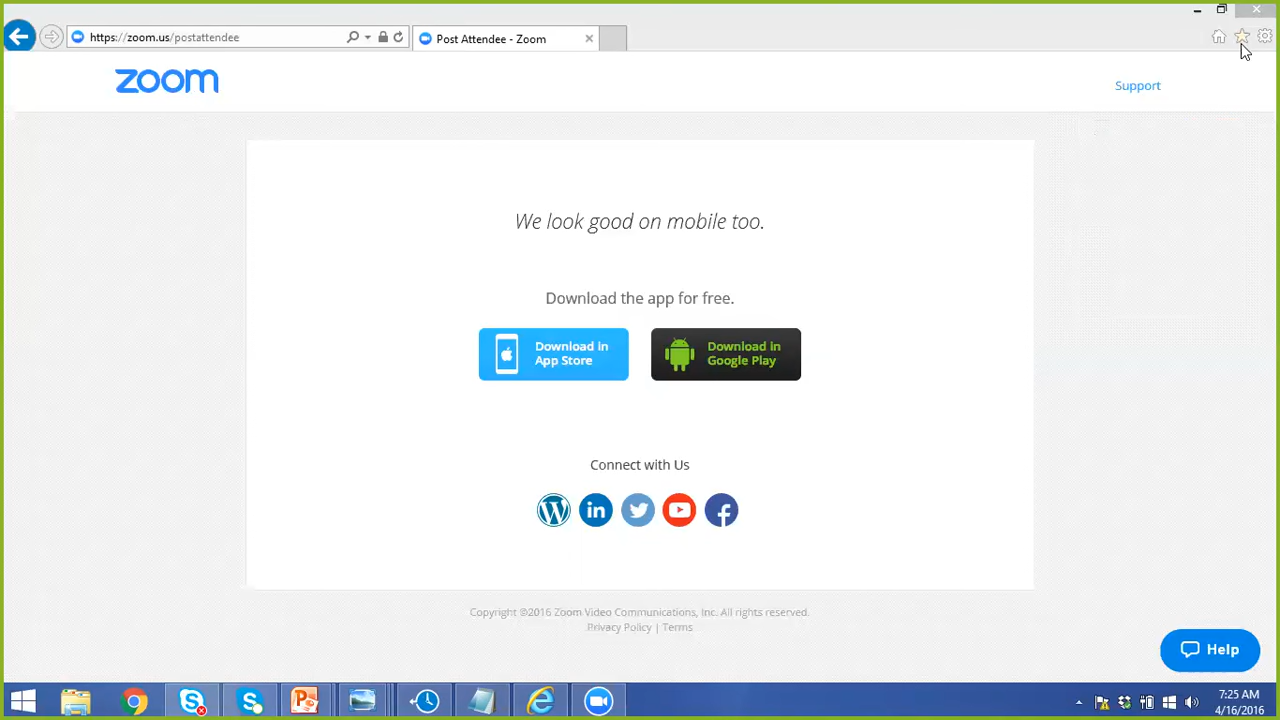 https://zoom.us/postattendee
Post Attendee - Zoom
zoom
Support
We look good on mobile too.
Download the app for free.
Download in
App Store
Download in
Google Play
Connect with Us
Copyright ©2016 Zoom Video Communications, Inc. All rights reserved.
Privacy Policy | Terms
Help
7:25 AM
4/16/2016